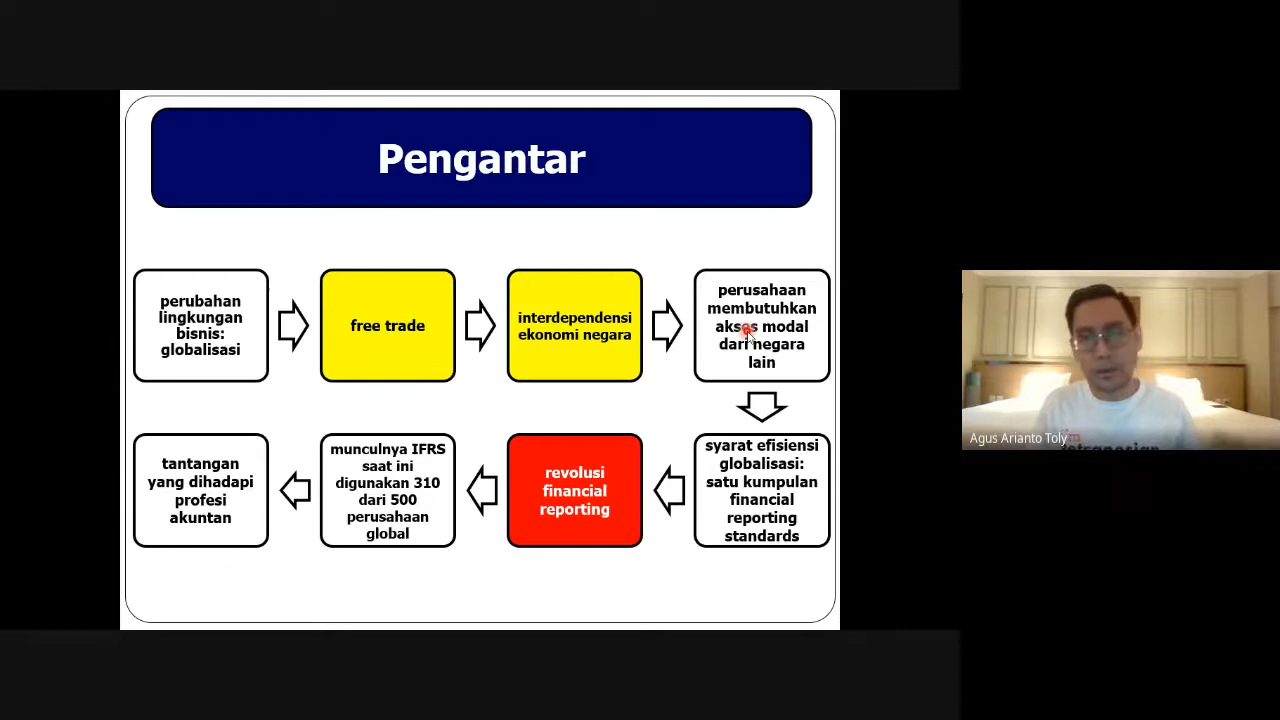 Pengantar
perubahan
lingkungan
bisnis:
globalisasi
free trade
interdependensi
ekonomi negara
perusahaan
membutuhkan
akses modal
dari negara
lain
syarat efisiensi
globalisasi:
satu kumpulan
financial
reporting
standards
revolusi
financial
reporting
munculnya IFRS
saat ini
digunakan 310
dari 500
perusahaan
global
tantangan
yang dihadapi
profesi
akuntan
Agus Arianto Toly